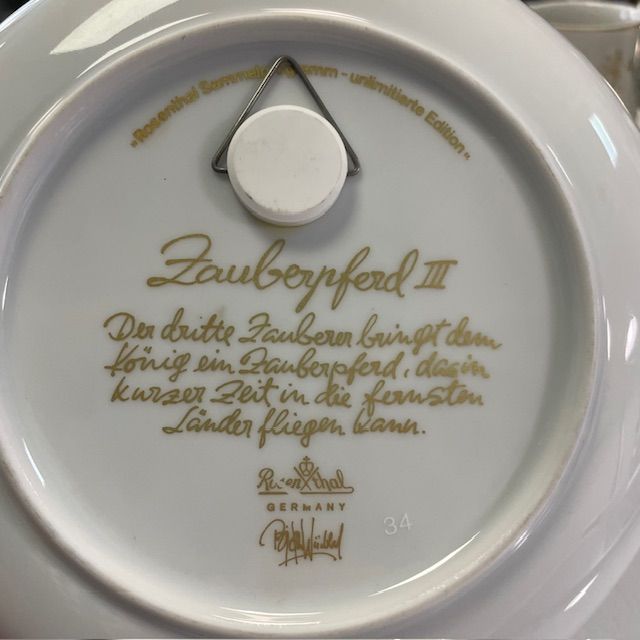 "Rosenthal Sammelprogramm - unlimitierte Edition"
Zauberpferd III
Der dritte Zauberer bringt dem
König ein Zauberpferd, das in
kurzer Zeit in die fernsten
Länder fliegen kann.
Rosenthal
GERMANY
34